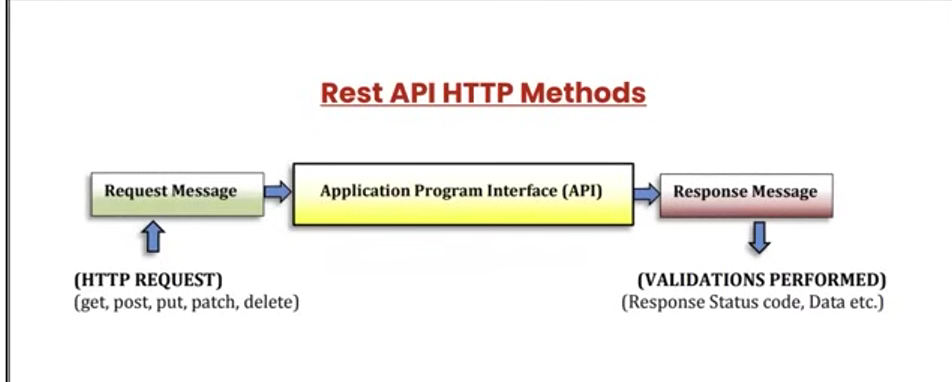 Rest API HTTP Methods
Request Message
Application Program Interface (API)
Response Message
(HTTP REQUEST)
(get, post, put, patch, delete)
(VALIDATIONS PERFORMED)
(Response Status code, Data etc.)